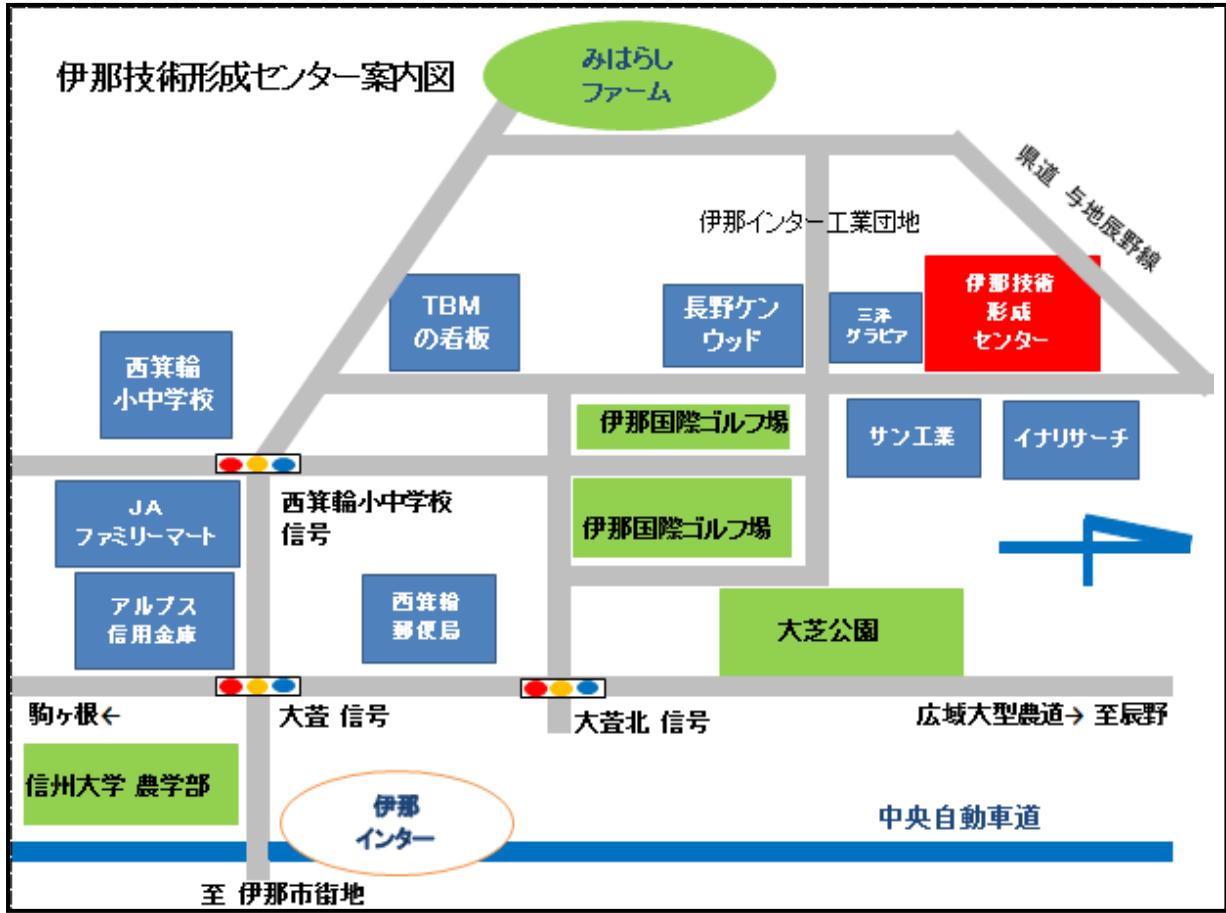 伊那技術形成センター案内図
みはらし
ファーム
県道 与地辰野線
伊那インター工業団地
TBM
の看板
長野ケン
ウッド
三洋
グラビア
伊那技術
形成
センター
西箕輪
小中学校
伊那国際ゴルフ場
サン工業
イナリサーチ
JA
ファミリーマート
西箕輪小中学校
信号
伊那国際ゴルフ場
アルプス
信用金庫
西箕輪
郵便局
大芝公園
駒ヶ根←
大萱 信号
大萱北 信号
広域大型農道→ 至辰野
信州大学 農学部
伊那
インター
中央自動車道
至 伊那市街地